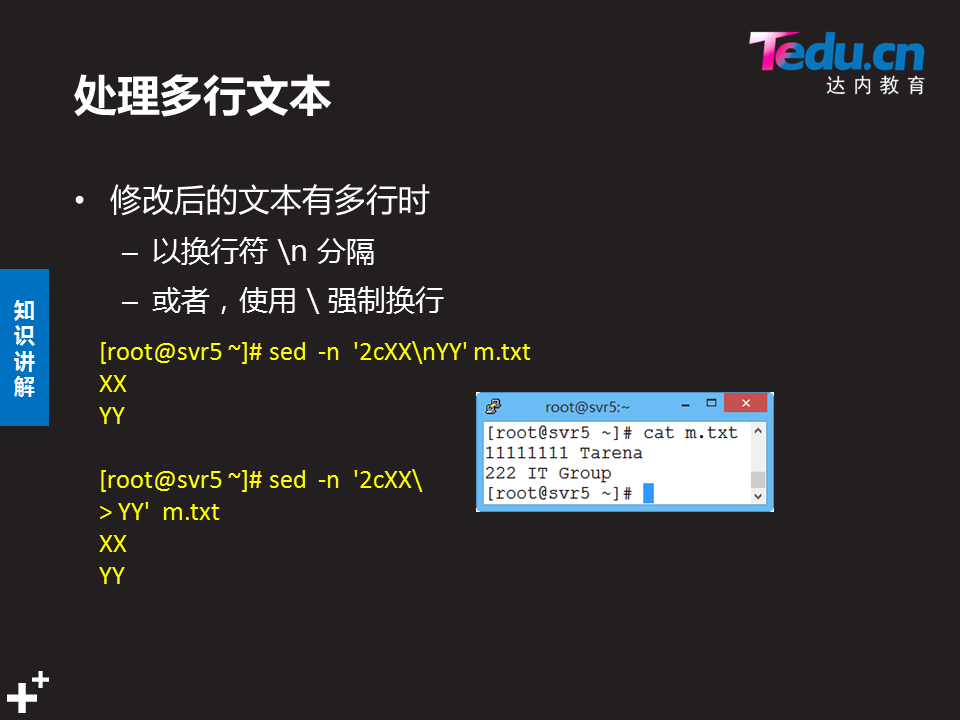 Tedu.cn
达内教育
处理多行文本
• 修改后的文本有多行时
– 以换行符 \n 分隔
– 或者，使用 \ 强制换行
知识讲解
[root@svr5 ~]# sed -n '2cXX\nYY' m.txt
XX
YY
[root@svr5 ~]# sed -n '2cXX\
> YY' m.txt
XX
YY
root@svr5:~
[root@svr5 ~]# cat m.txt
11111111 Tarena
222 IT Group
[root@svr5 ~]#